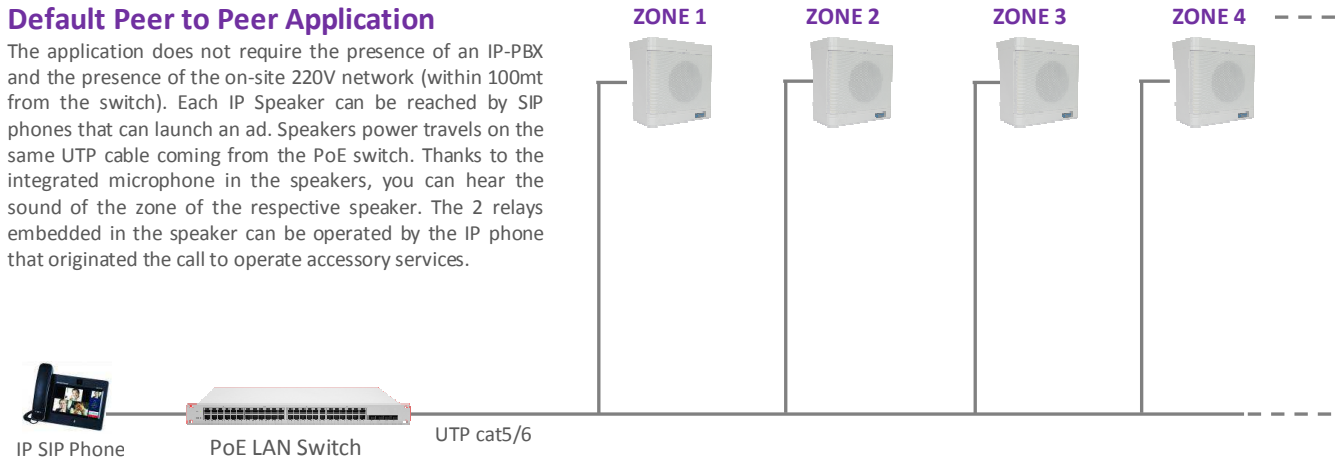 Default Peer to Peer Application
The application does not require the presence of an IP-PBX
and the presence of the on-site 220V network (within 100mt
from the switch). Each IP Speaker can be reached by SIP
phones that can launch an ad. Speakers power travels on the
same UTP cable coming from the PoE switch. Thanks to the
integrated microphone in the speakers, you can hear the
sound of the zone of the respective speaker. The 2 relays
embedded in the speaker can be operated by the IP phone
that originated the call to operate accessory services.
ZONE 1
ZONE 2
ZONE 3
ZONE 4
IP SIP Phone
PoE LAN Switch
UTP cat5/6